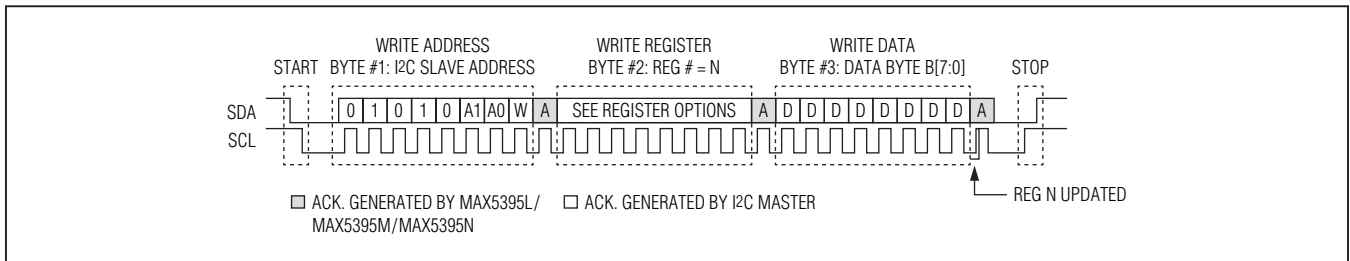 WRITE ADDRESS
BYTE #1: I2C SLAVE ADDRESS
WRITE REGISTER
BYTE #2: REG # = N
WRITE DATA
BYTE #3: DATA BYTE B[7:0]
START
STOP
SDA
0 1 0 1 0 A1 A0 W A SEE REGISTER OPTIONS A D D D D D D D D A
SCL
REG N UPDATED
ACK. GENERATED BY MAX5395L/
MAX5395M/MAX5395N
ACK. GENERATED BY I2C MASTER